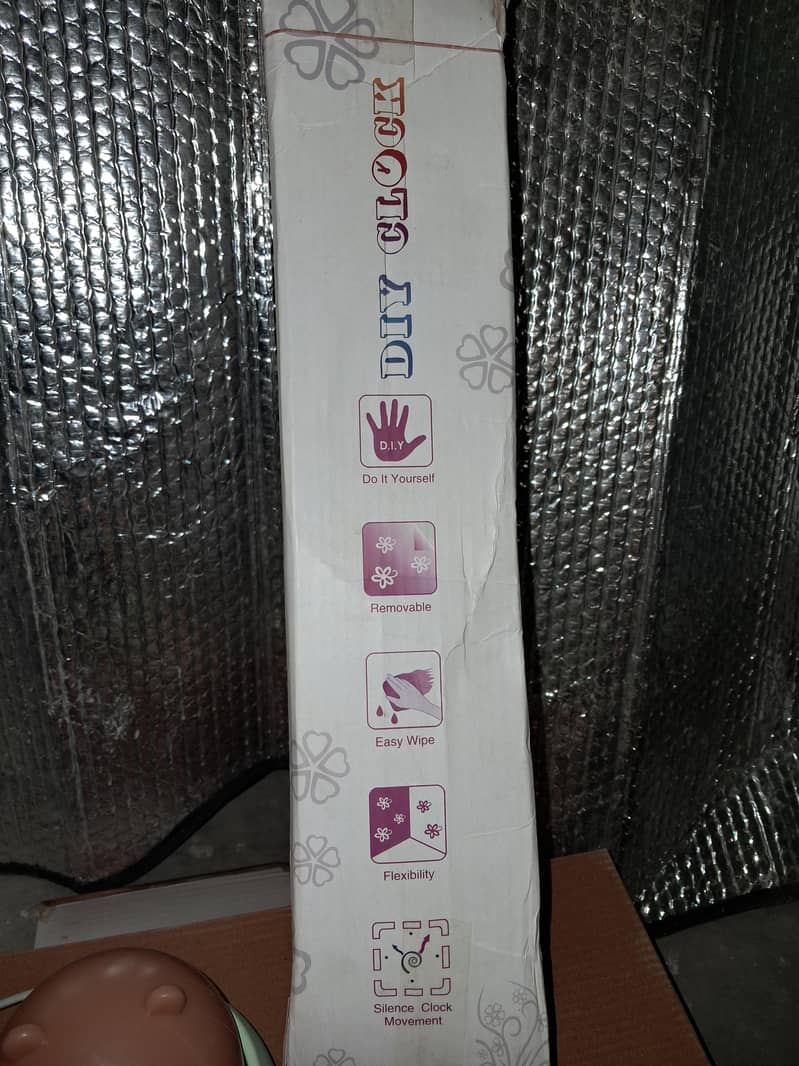 DIY CLOCK
D.I.Y
Do It Yourself
Removable
Easy Wipe
Flexibility
Silence Clock
Movement